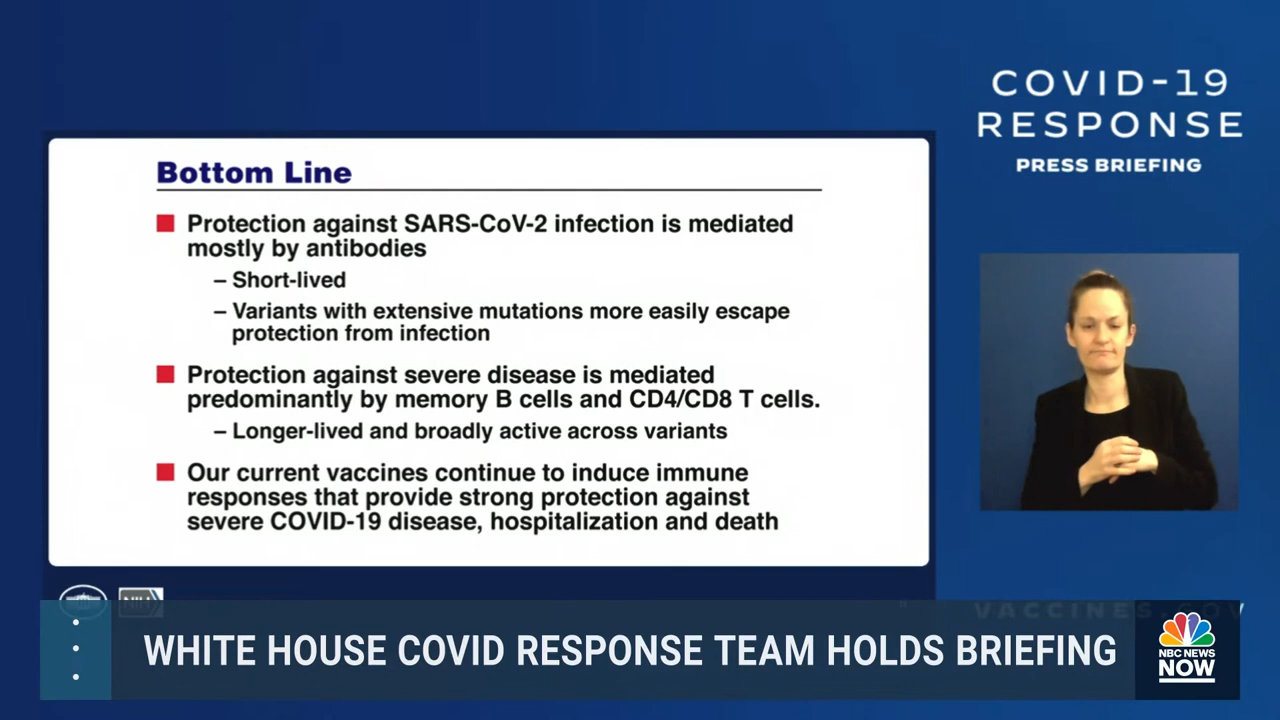 COVID-19
RESPONSE
PRESS BRIEFING
Bottom Line
Protection against SARS-CoV-2 infection is mediated
mostly by antibodies
– Short-lived
– Variants with extensive mutations more easily escape
protection from infection
Protection against severe disease is mediated
predominantly by memory B cells and CD4/CD8 T cells.
– Longer-lived and broadly active across variants
Our current vaccines continue to induce immune
responses that provide strong protection against
severe COVID-19 disease, hospitalization and death
NIH
VACCINES.GOV
WHITE HOUSE COVID RESPONSE TEAM HOLDS BRIEFING
NBC NEWS
NOW